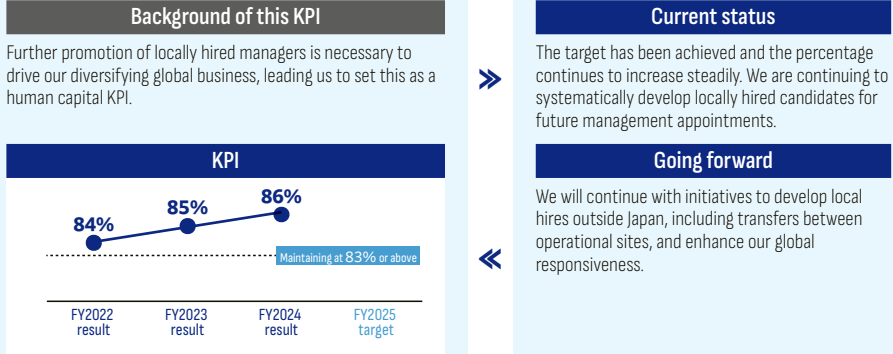 Background of this KPI
Further promotion of locally hired managers is necessary to
drive our diversifying global business, leading us to set this as a
human capital KPI.
»
Current status
The target has been achieved and the percentage
continues to increase steadily. We are continuing to
systematically develop locally hired candidates for
future management appointments.
KPI
84%
85%
86%
Maintaining at 83% or above
FY2022
result
FY2023
result
FY2024
result
FY2025
target
«
Going forward
We will continue with initiatives to develop local
hires outside Japan, including transfers between
operational sites, and enhance our global
responsiveness.